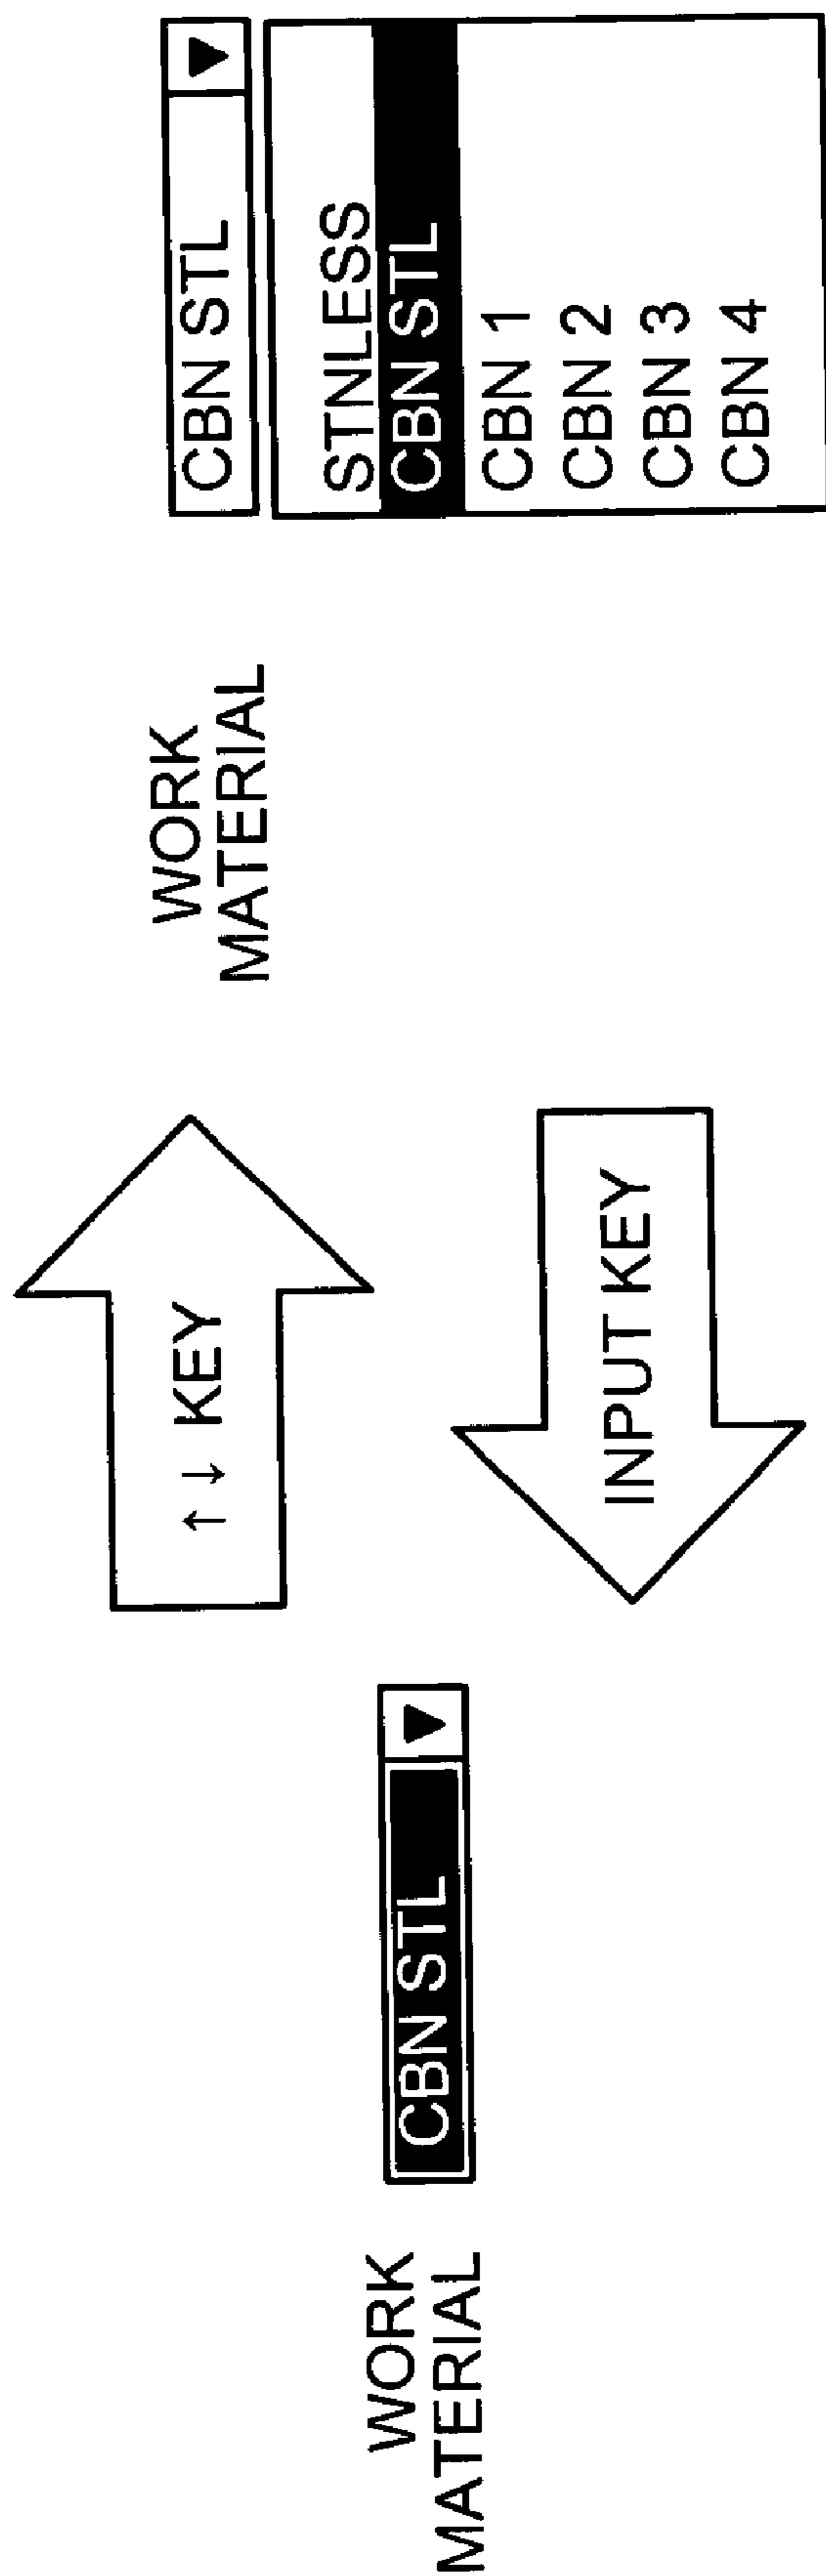 WORK
MATERIAL
CBN STL ▼
↑ ↓ KEY
INPUT KEY
WORK
MATERIAL
CBN STL ▼
STNLESS
CBN STL
CBN 1
CBN 2
CBN 3
CBN 4